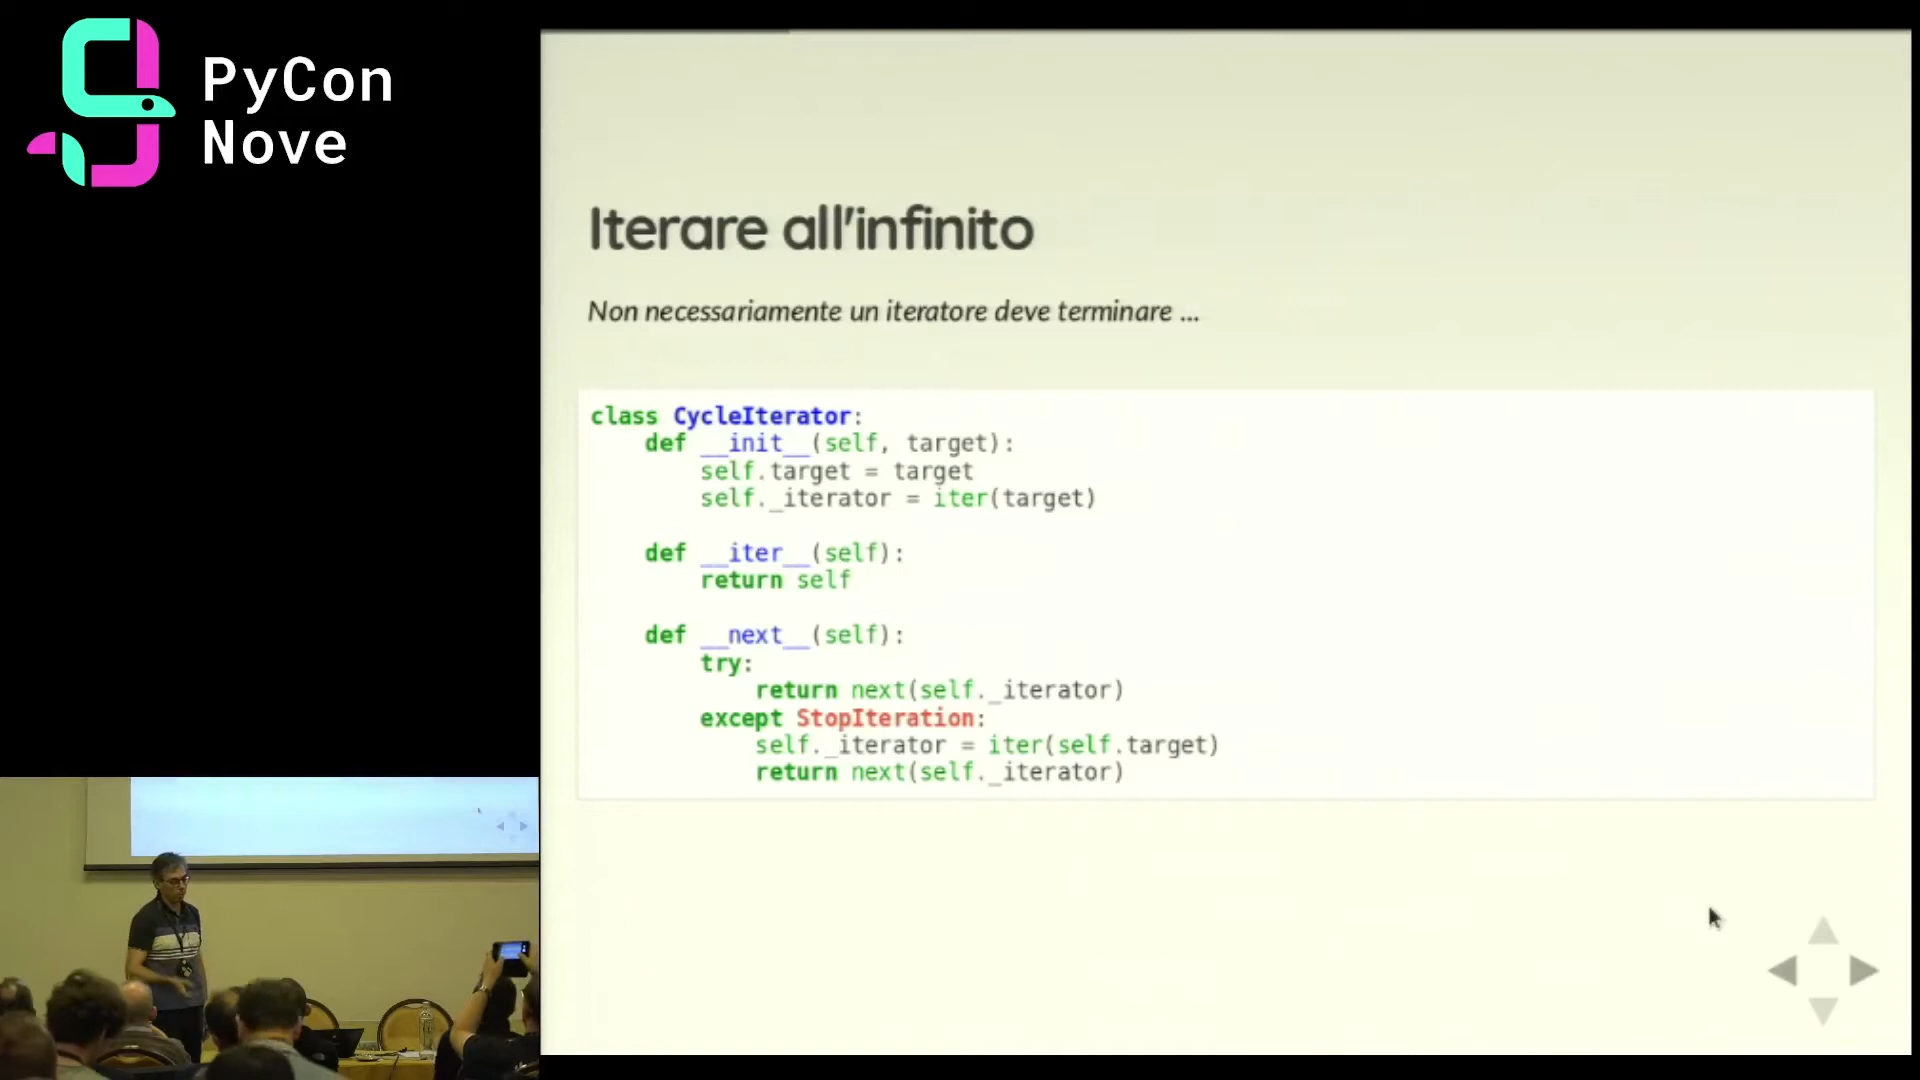 PyCon
Nove
Iterare all'infinito
Non necessariamente un iteratore deve terminare ...
class CycleIterator:
    def __init__(self, target):
        self.target = target
        self._iterator = iter(target)
    def __iter__(self):
        return self
    def __next__(self):
        try:
            return next(self._iterator)
        except StopIteration:
            self._iterator = iter(self.target)
            return next(self._iterator)